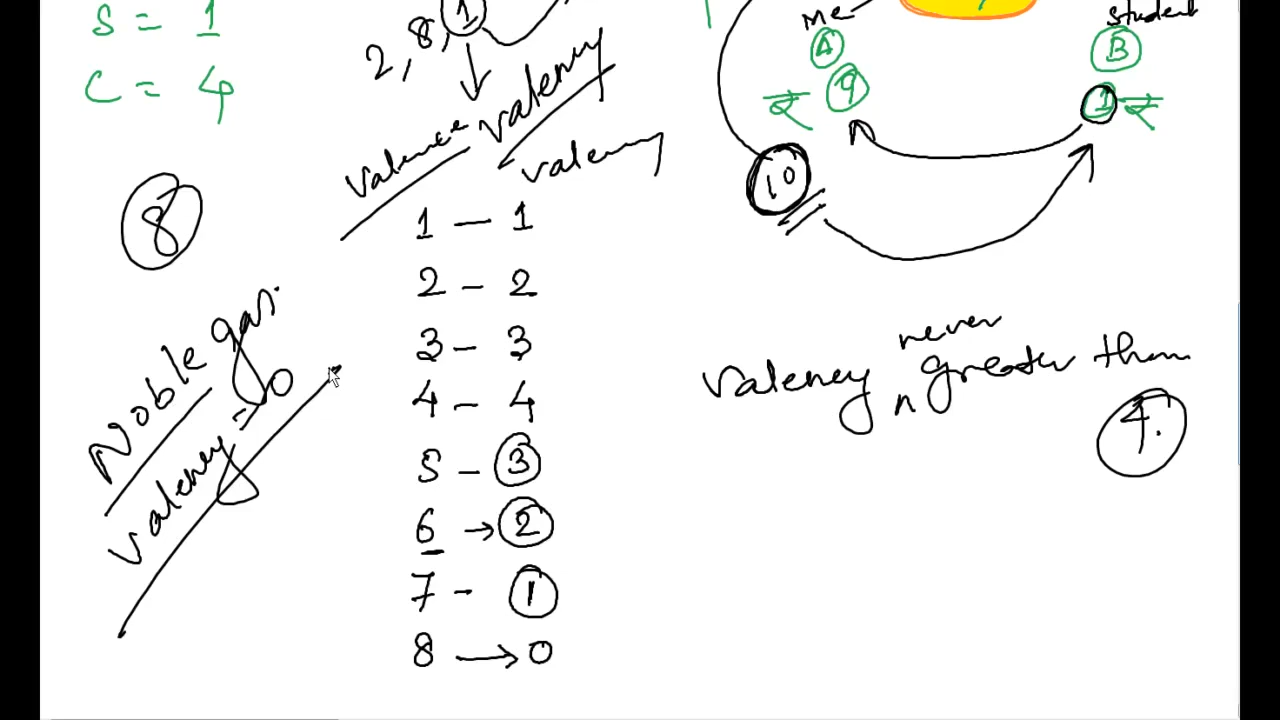 S = 1
C = 4
2, 8, 1
valence valency
valency
1 — 1
2 – 2
3 – 3
4 – 4
5 – 3
6 → 2
7 – 1
8 → 0
8
Noble gas.
valency = 0
Me
Student
A
B
₹ 9
1 ₹
10
never
Valency n greater than
4.